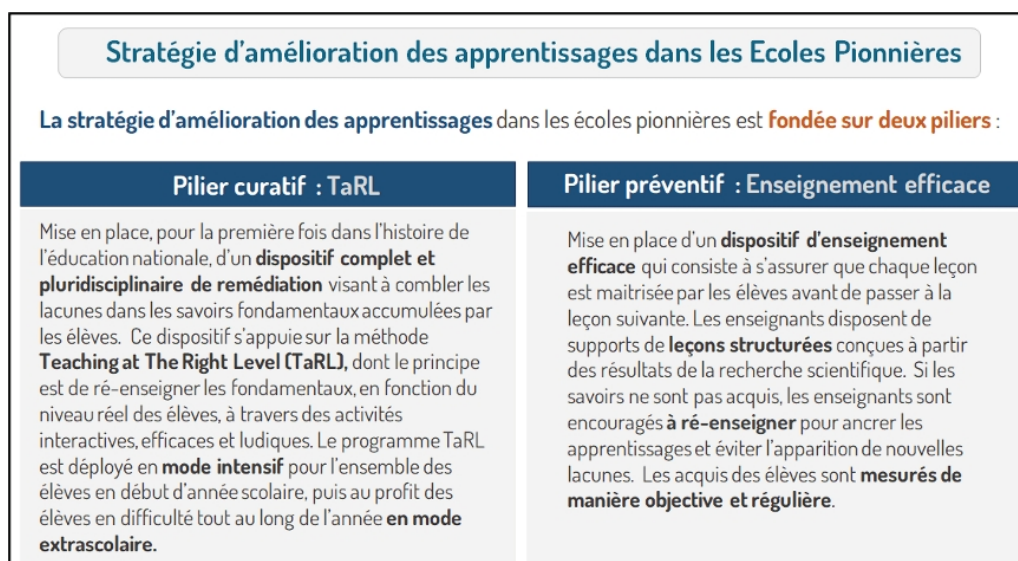 Stratégie d'amélioration des apprentissages dans les Ecoles Pionnières
La stratégie d'amélioration des apprentissages dans les écoles pionnières est fondée sur deux piliers :
Pilier curatif : TaRL
Mise en place, pour la première fois dans l'histoire de
l'éducation nationale, d'un dispositif complet et
pluridisciplinaire de remédiation visant à combler les
lacunes dans les savoirs fondamentaux accumulées par
les élèves. Ce dispositif s'appuie sur la méthode
Teaching at The Right Level (TaRL), dont le principe
est de ré-enseigner les fondamentaux, en fonction du
niveau réel des élèves, à travers des activités
interactives, efficaces et ludiques. Le programme TaRL
est déployé en mode intensif pour l'ensemble des
élèves en début d'année scolaire, puis au profit des
élèves en difficulté tout au long de l'année en mode
extrascolaire.
Pilier préventif : Enseignement efficace
Mise en place d'un dispositif d'enseignement
efficace qui consiste à s'assurer que chaque leçon
est maitrisée par les élèves avant de passer à la
leçon suivante. Les enseignants disposent de
supports de leçons structurées conçues à partir
des résultats de la recherche scientifique. Si les
savoirs ne sont pas acquis, les enseignants sont
encouragés à ré-enseigner pour ancrer les
apprentissages et éviter l'apparition de nouvelles
lacunes. Les acquis des élèves sont mesurés de
manière objective et régulière.